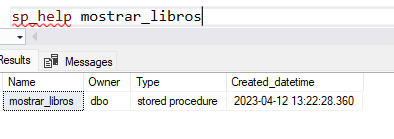 sp_help mostrar_libros
Results Messages
Name Owner Type Created_datetime
mostrar_libros dbo stored procedure 2023-04-12 13:22:28.360